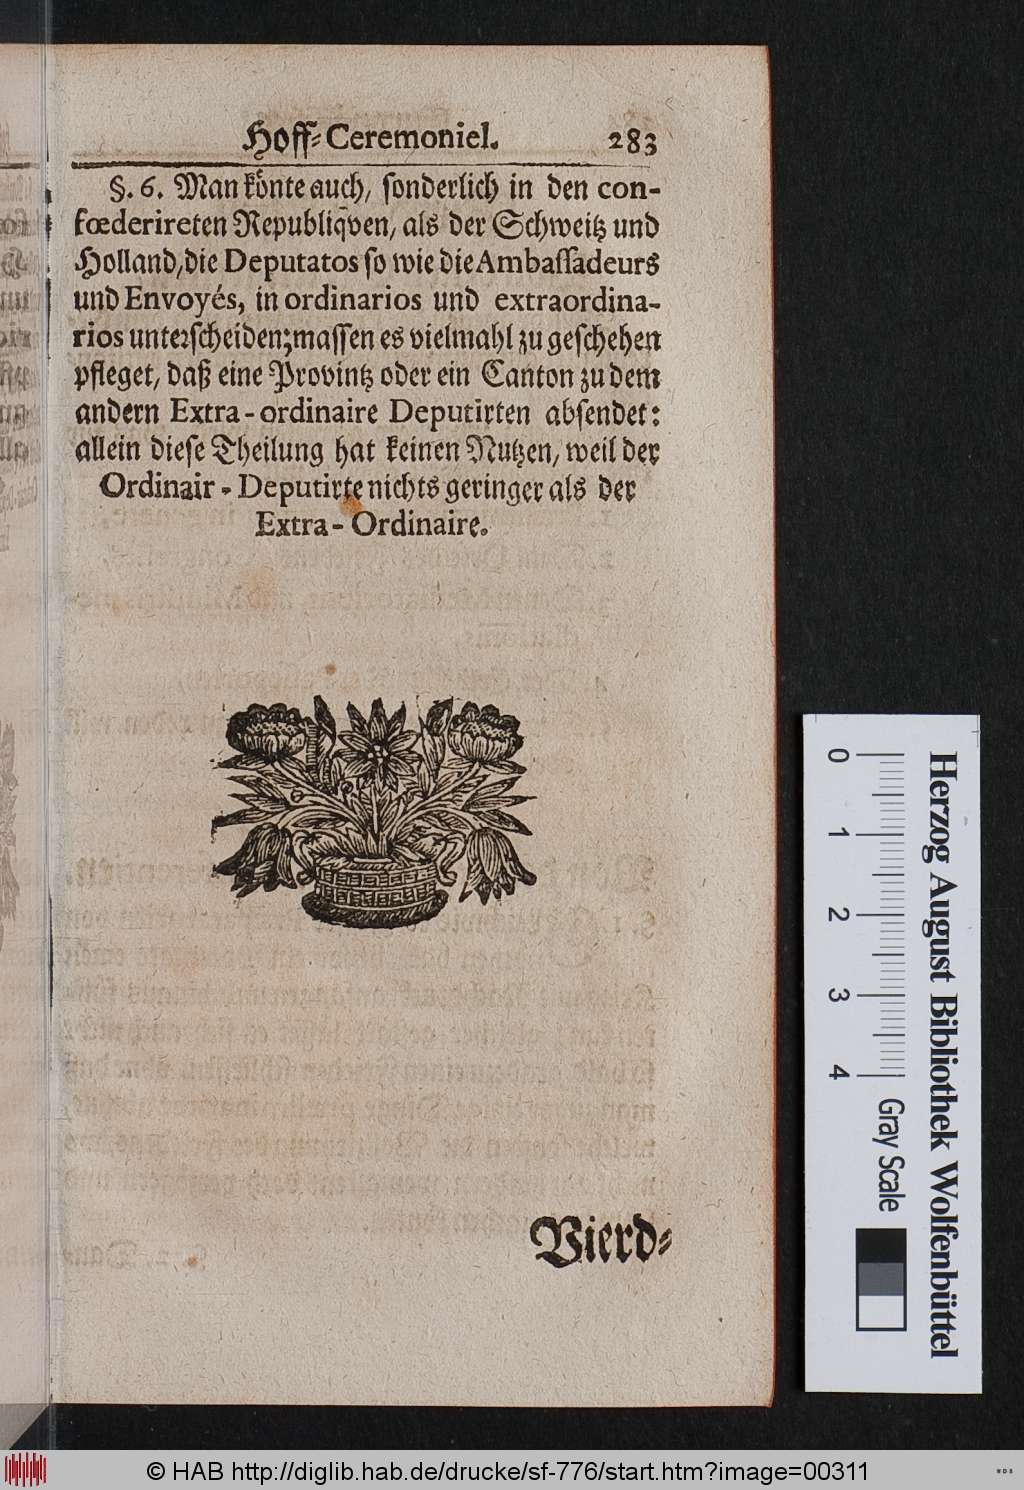 Hoff-Ceremoniel. 283
§. 6. Man koͤnte auch, sonderlich in den con-
fœderireten Republiqven, als der Schweitz und
Holland, die Deputatos so wie die Ambassadeurs
und Envoyés, in ordinarios und extraordina-
rios unterscheiden; massen es vielmahl zu geschehen
pfleget, daß eine Provintz oder ein Canton zu dem
andern Extra-ordinaire Deputirten absendet:
allein diese Theilung hat keinen Nutzen, weil der
Ordinair-Deputirte nichts geringer als der
Extra-Ordinaire.
Vierd-
Herzog August Bibliothek Wolfenbüttel
0 1 2 3 4 Gray Scale
© HAB http://diglib.hab.de/drucke/sf-776/start.htm?image=00311